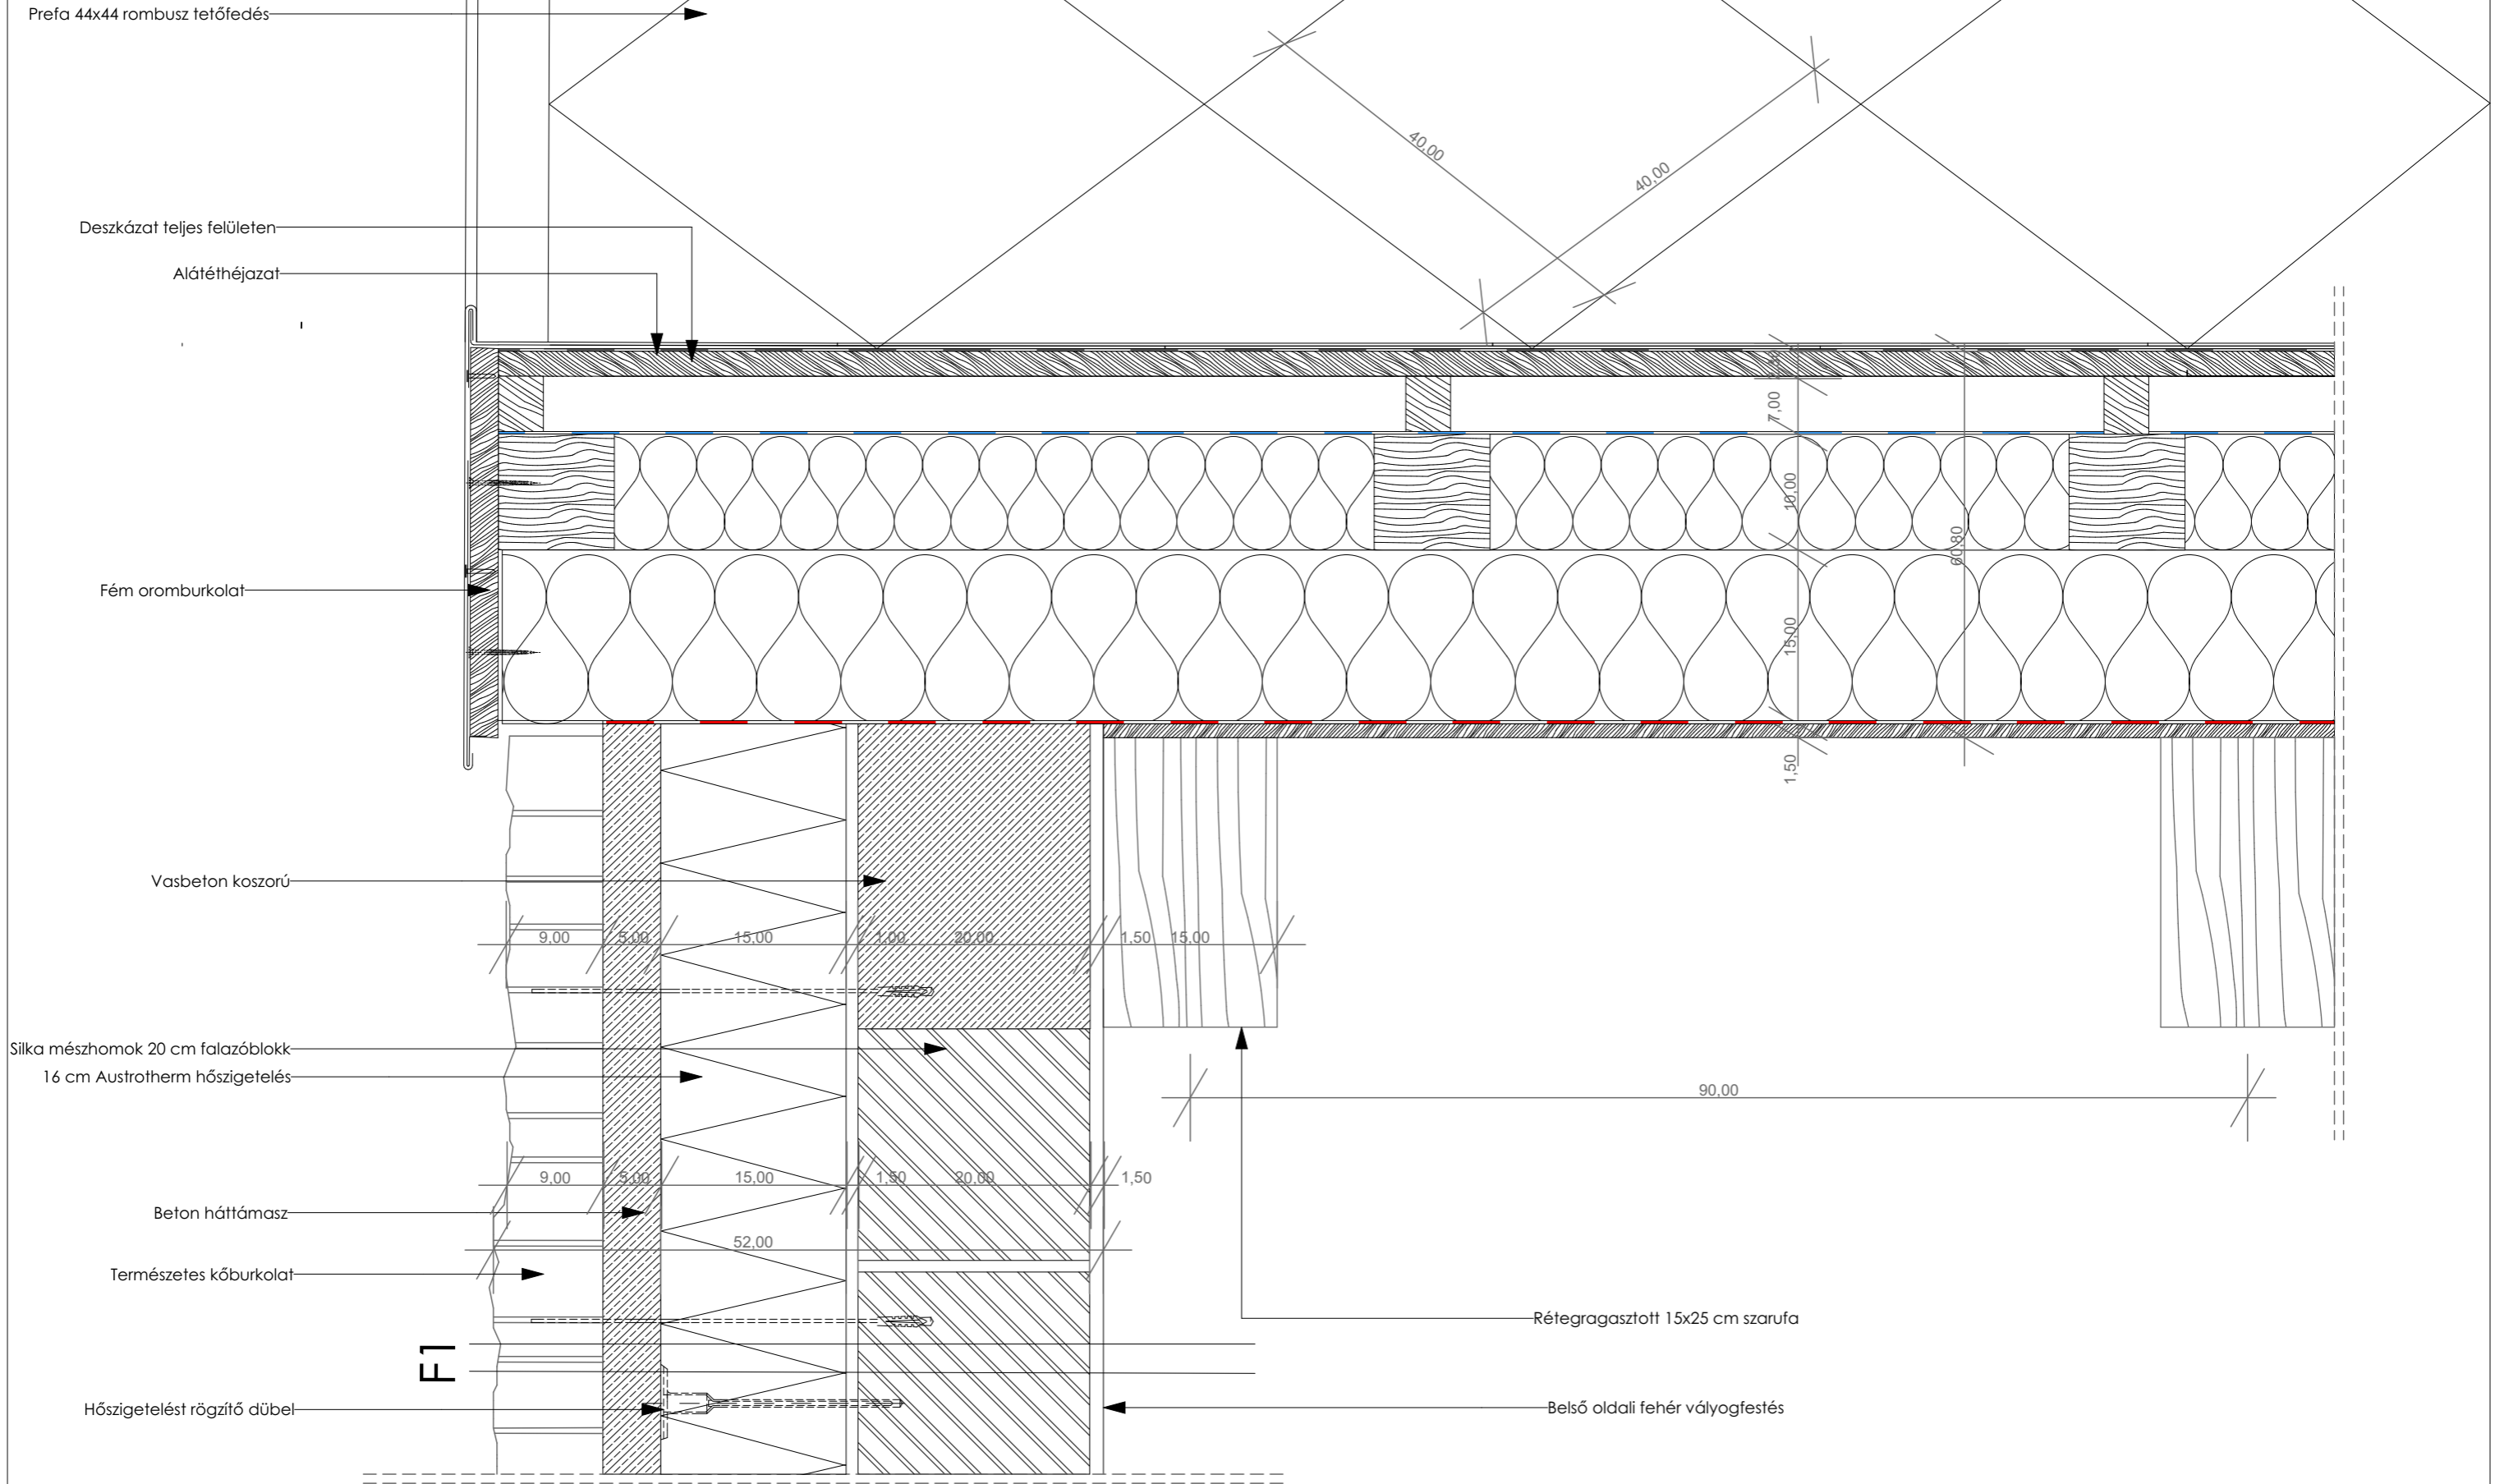 Prefa 44x44 rombusz tetőfedés
40,00
40,00
Deszkázat teljes felületen
Alátéthéjazat
7,00
10,00
60,80
Fém oromburkolat
15,00
1,50
Vasbeton koszorú
9,00 5,00 15,00 1,00 20,00 1,50 15,00
Silka mészhomok 20 cm falazóblokk
16 cm Austrotherm hőszigetelés
90,00
9,00 5,00 15,00 1,50 20,00 1,50
Beton háttámasz
52,00
Természetes kőburkolat
Rétegragasztott 15x25 cm szarufa
F1
Hőszigetelést rögzítő dübel
Belső oldali fehér vályogfestés